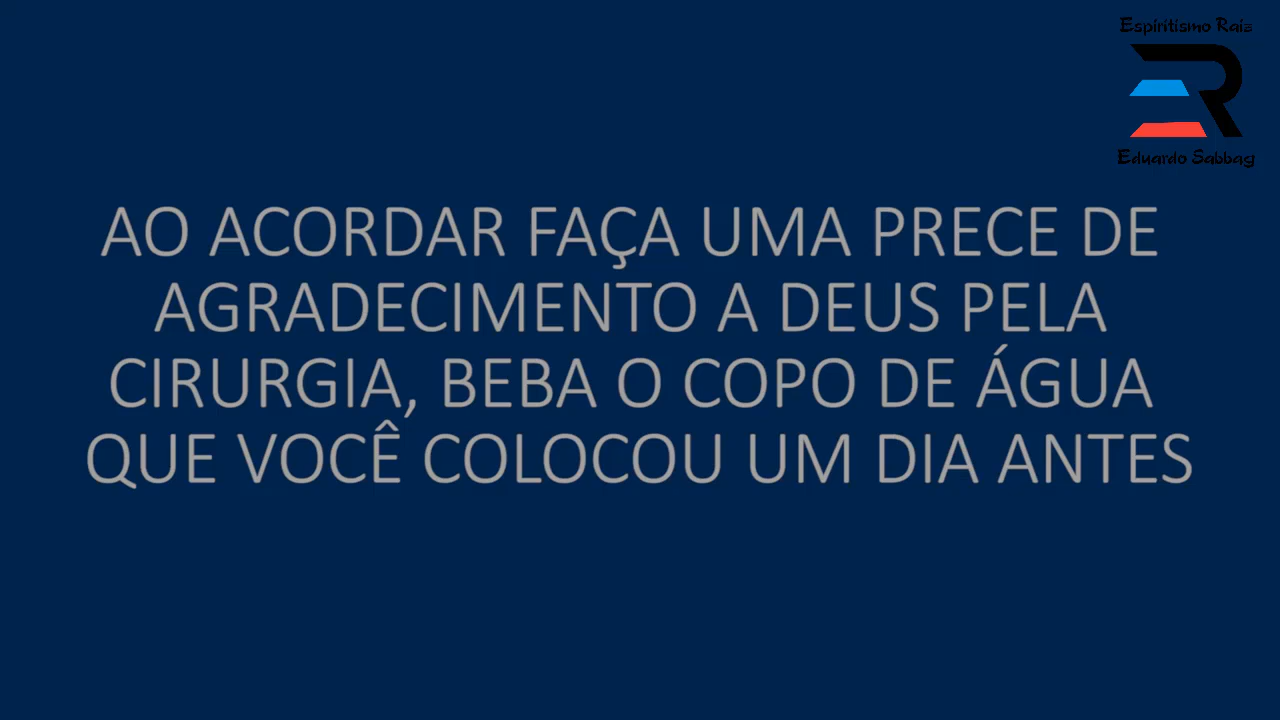 Espiritismo Raiz
ER
Eduardo Sabbag
AO ACORDAR FAÇA UMA PRECE DE
AGRADECIMENTO A DEUS PELA
CIRURGIA, BEBA O COPO DE ÁGUA
QUE VOCÊ COLOCOU UM DIA ANTES